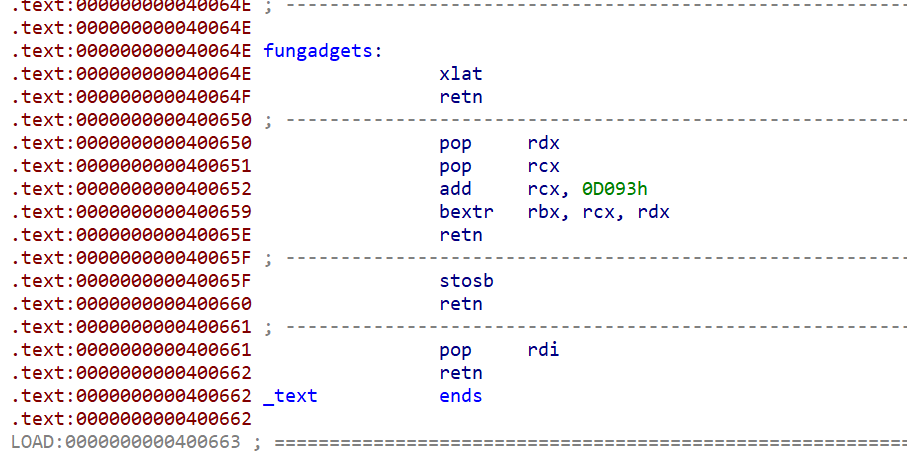 .text:000000000040064E ; ---------------------------------------------------------
.text:000000000040064E
.text:000000000040064E fungadgets:
.text:000000000040064E xlat
.text:000000000040064F retn
.text:0000000000400650 ; ---------------------------------------------------------
.text:0000000000400650 pop rdx
.text:0000000000400651 pop rcx
.text:0000000000400652 add rcx, 0D093h
.text:0000000000400659 bextr rbx, rcx, rdx
.text:000000000040065E retn
.text:000000000040065F ; ---------------------------------------------------------
.text:000000000040065F stosb
.text:0000000000400660 retn
.text:0000000000400661 ; ---------------------------------------------------------
.text:0000000000400661 pop rdi
.text:0000000000400662 retn
.text:0000000000400662 _text ends
.text:0000000000400662
LOAD:0000000000400663 ; =========================================================